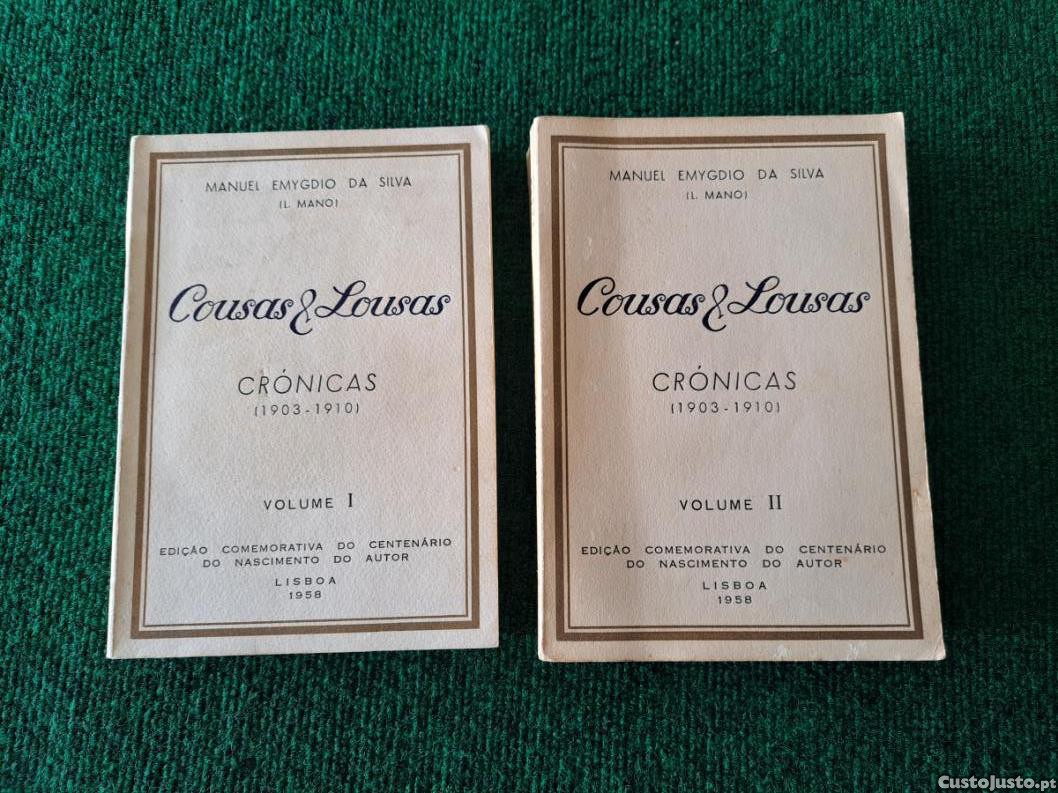 MANUEL EMYGDIO DA SILVA
(L. MANO)
Cousas & Lousas
CRÓNICAS
(1903-1910)
VOLUME I
EDIÇÃO COMEMORATIVA DO CENTENÁRIO
DO NASCIMENTO DO AUTOR
LISBOA
1958
MANUEL EMYGDIO DA SILVA
(L. MANO)
Cousas & Lousas
CRÓNICAS
(1903-1910)
VOLUME II
EDIÇÃO COMEMORATIVA DO CENTENÁRIO
DO NASCIMENTO DO AUTOR
LISBOA
1958
CustoJusto.pt